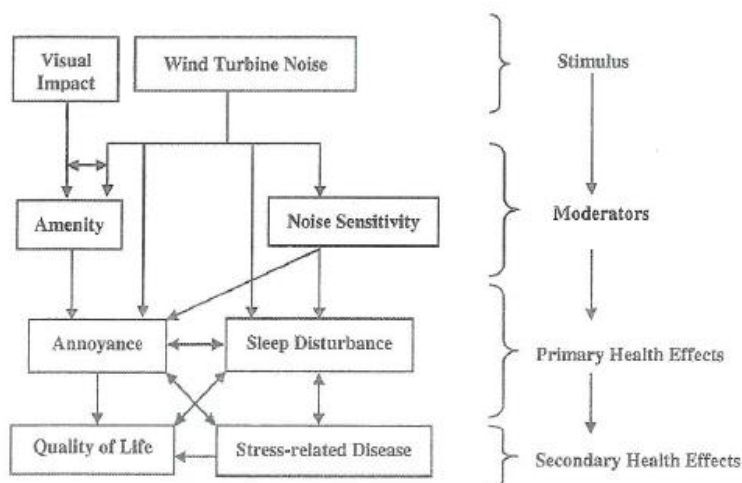 Visual
Impact
Wind Turbine Noise
Stimulus
Amenity
Noise Sensitivity
Moderators
Annoyance
Sleep Disturbance
Primary Health Effects
Quality of Life
Stress-related Disease
Secondary Health Effects